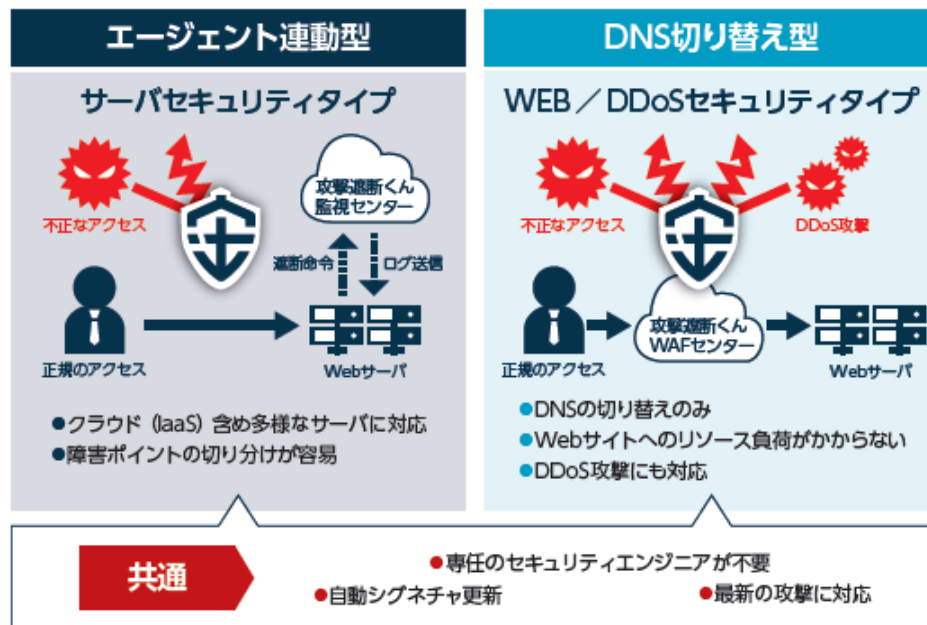 エージェント連動型
サーバセキュリティタイプ
不正なアクセス
攻撃遮断くん
監視センター
遮断命令
ログ送信
正規のアクセス
Webサーバ
●クラウド（IaaS）含め多様なサーバに対応
●障害ポイントの切り分けが容易
DNS切り替え型
WEB／DDoSセキュリティタイプ
不正なアクセス
DDoS攻撃
攻撃遮断くん
WAFセンター
正規のアクセス
Webサーバ
●DNSの切り替えのみ
●Webサイトへのリソース負荷がかからない
●DDoS攻撃にも対応
共通
●専任のセキュリティエンジニアが不要
●自動シグネチャ更新
●最新の攻撃に対応